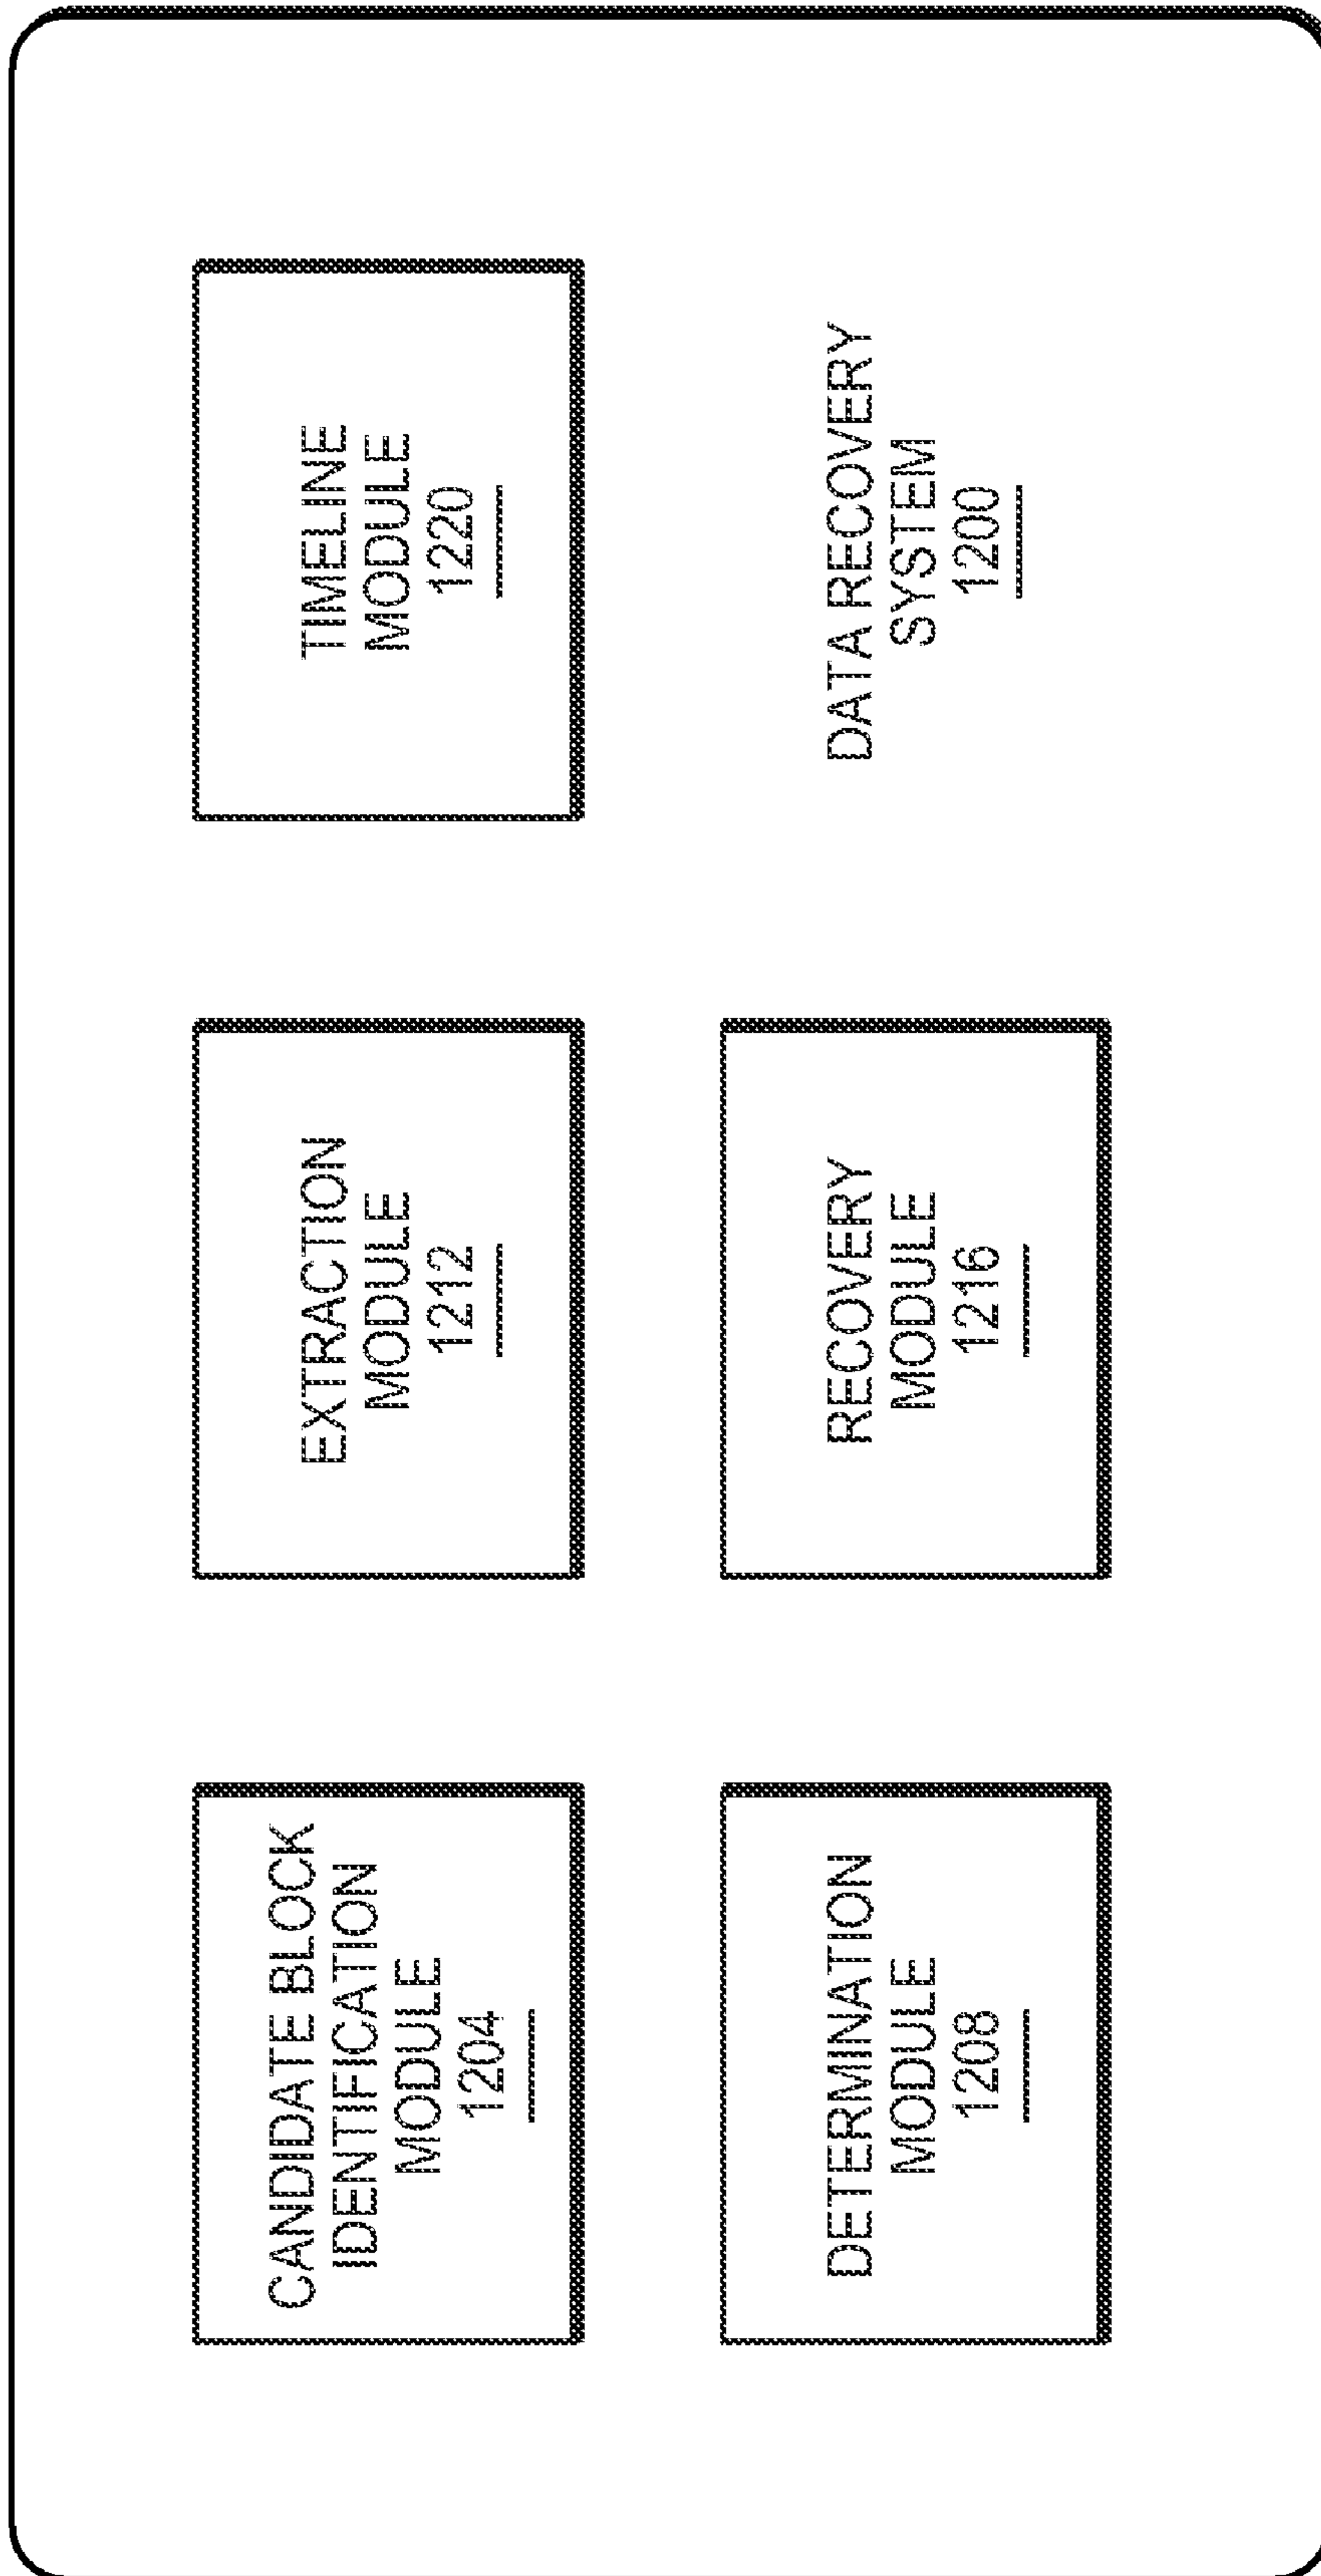 CANDIDATE BLOCK
IDENTIFICATION
MODULE
1204
EXTRACTION
MODULE
1212
TIMELINE
MODULE
1220
DETERMINATION
MODULE
1208
RECOVERY
MODULE
1216
DATA RECOVERY
SYSTEM
1200